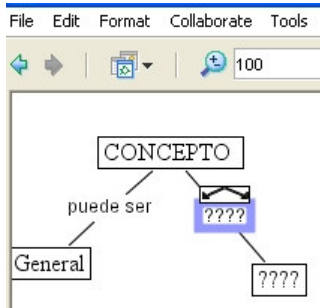 File Edit Format Collaborate Tools
100
CONCEPTO
puede ser
????
General
????